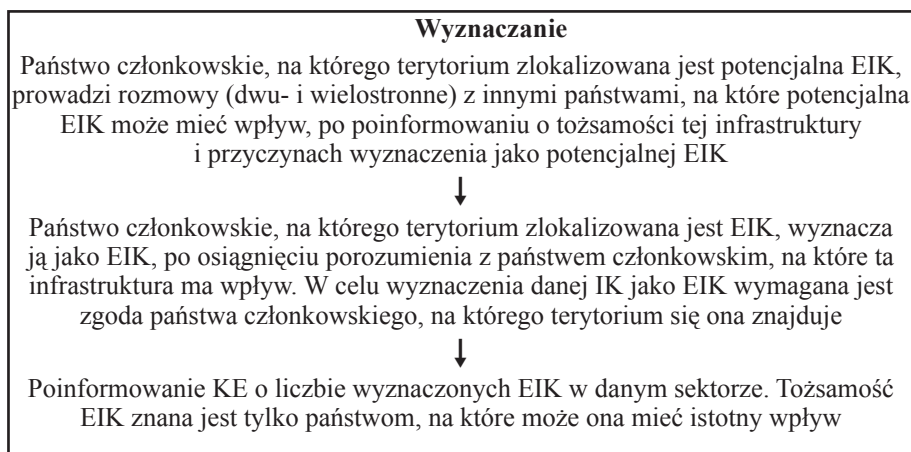 Wyznaczanie
Państwo członkowskie, na którego terytorium zlokalizowana jest potencjalna EIK,
prowadzi rozmowy (dwu- i wielostronne) z innymi państwami, na które potencjalna
EIK może mieć wpływ, po poinformowaniu o tożsamości tej infrastruktury
i przyczynach wyznaczenia jako potencjalnej EIK
Państwo członkowskie, na którego terytorium zlokalizowana jest EIK, wyznacza
ją jako EIK, po osiągnięciu porozumienia z państwem członkowskim, na które ta
infrastruktura ma wpływ. W celu wyznaczenia danej IK jako EIK wymagana jest
zgoda państwa członkowskiego, na którego terytorium się ona znajduje
Poinformowanie KE o liczbie wyznaczonych EIK w danym sektorze. Tożsamość
EIK znana jest tylko państwom, na które może ona mieć istotny wpływ